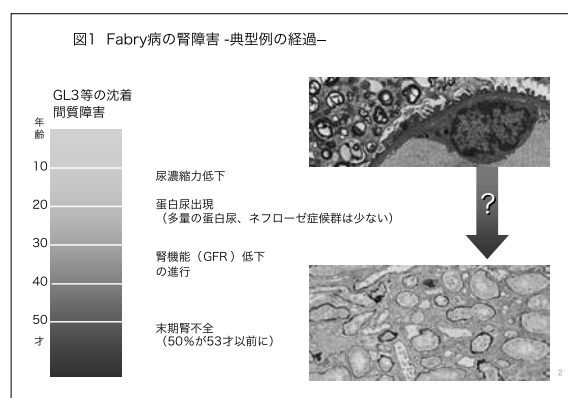 図1 Fabry病の腎障害 -典型例の経過-
GL3等の沈着
間質障害
年
齢
10
尿濃縮力低下
20
蛋白尿出現
（多量の蛋白尿、ネフローゼ症候群は少ない）
?
30
腎機能（GFR）低下
の進行
40
50
末期腎不全
（50％が53才以前に）
才
2